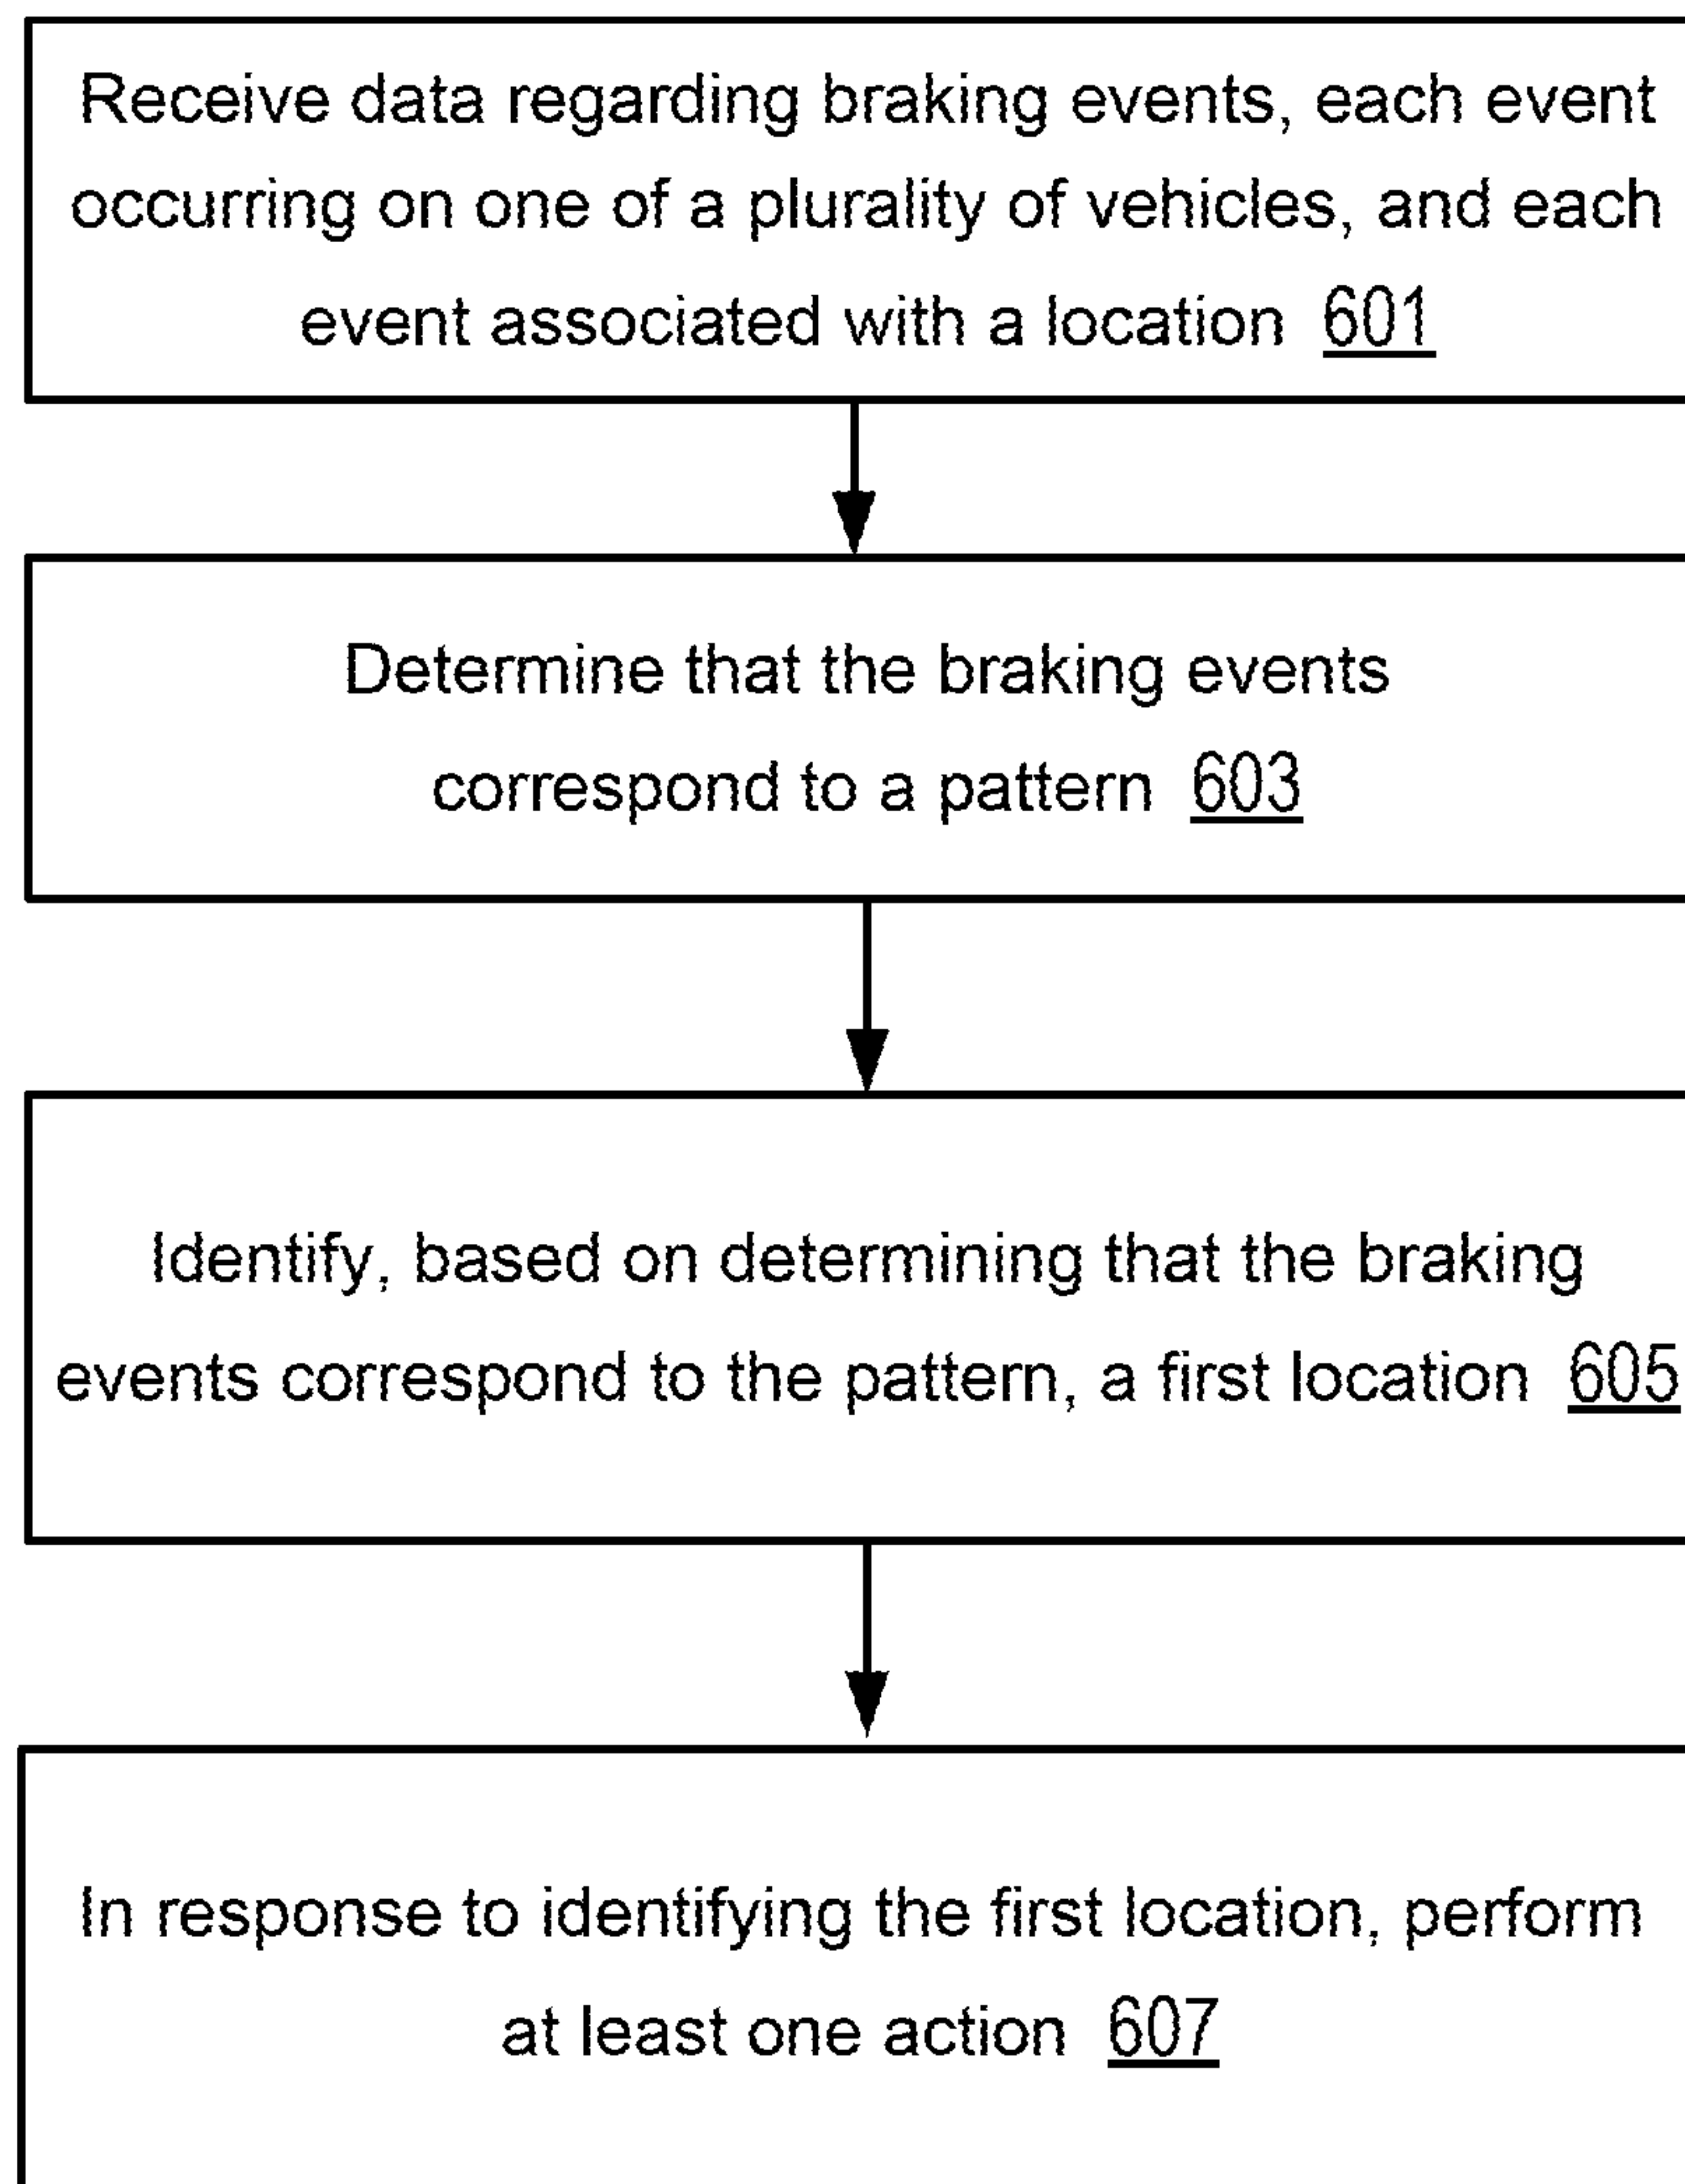 Receive data regarding braking events, each event
occurring on one of a plurality of vehicles, and each
event associated with a location 601
Determine that the braking events
correspond to a pattern 603
Identify, based on determining that the braking
events correspond to the pattern, a first location 605
In response to identifying the first location, perform
at least one action 607